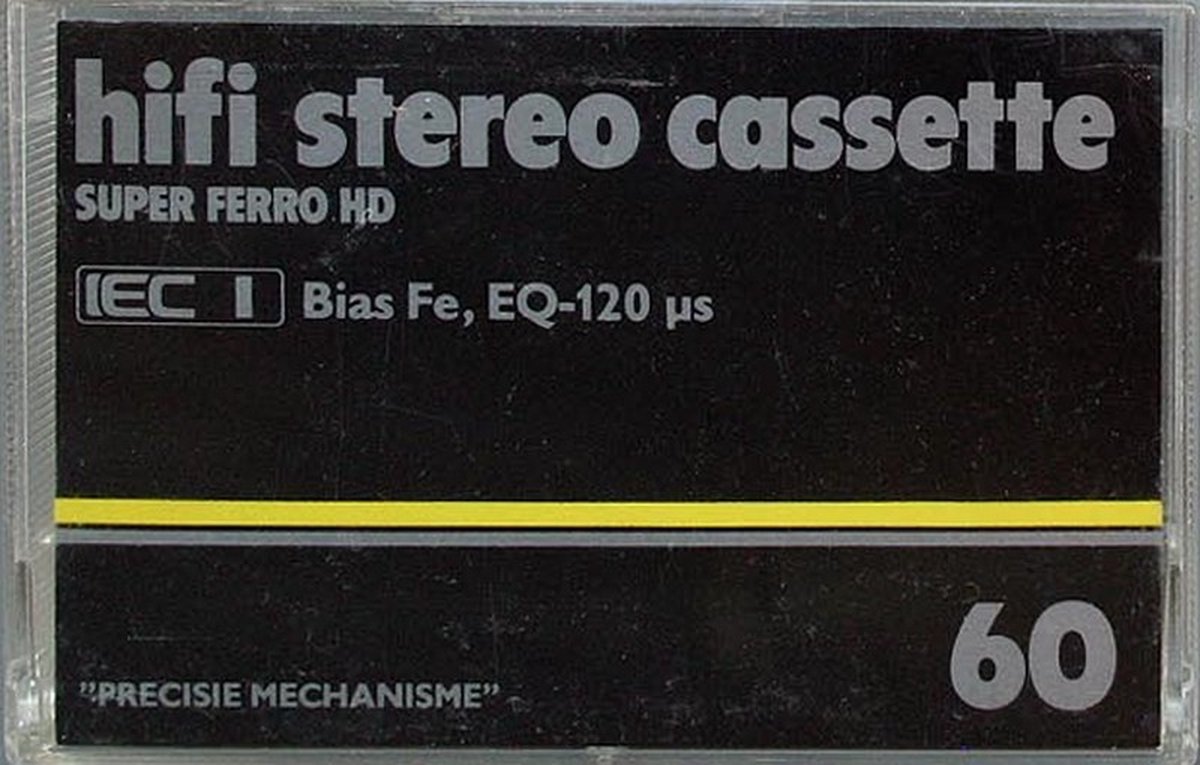 hifi stereo cassette
SUPER FERRO HD
IEC I Bias Fe, EQ-120 µs
60
”PRECISIE MECHANISME”